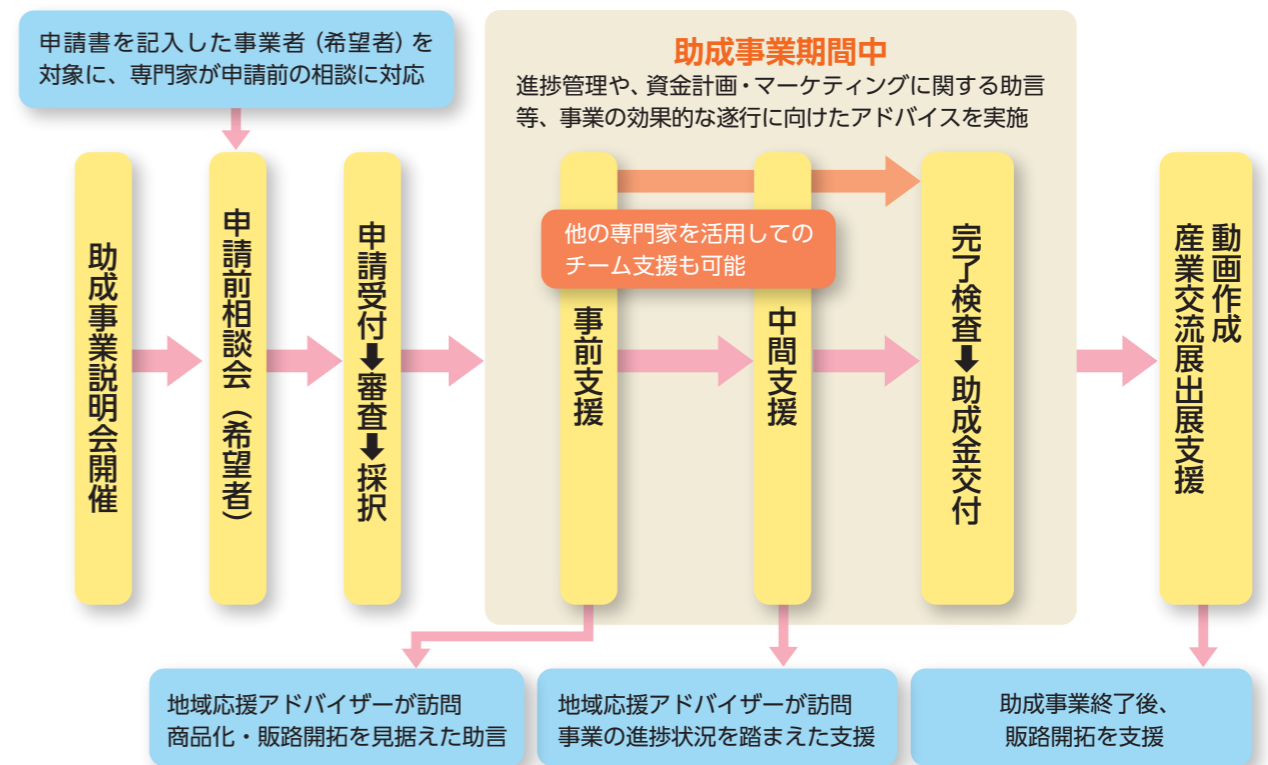 申請書を記入した事業者(希望者)を
対象に、専門家が申請前の相談に対応
助成事業期間中
進捗管理や、資金計画・マーケティングに関する助言
等、事業の効果的な遂行に向けたアドバイスを実施
助成事業説明会開催
申請前相談会(希望者)
申請受付➡審査➡採択
他の専門家を活用しての
チーム支援も可能
事前支援
中間支援
完了検査➡助成金交付
動画作成
産業交流展出展支援
地域応援アドバイザーが訪問
商品化・販路開拓を見据えた助言
地域応援アドバイザーが訪問
事業の進捗状況を踏まえた支援
助成事業終了後、
販路開拓を支援